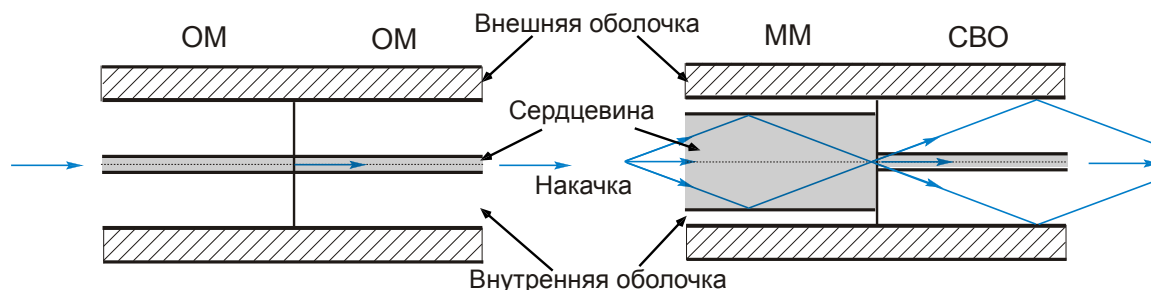 ОМ ОМ Внешняя оболочка ММ СВО
Сердцевина
Накачка
Внутренняя оболочка